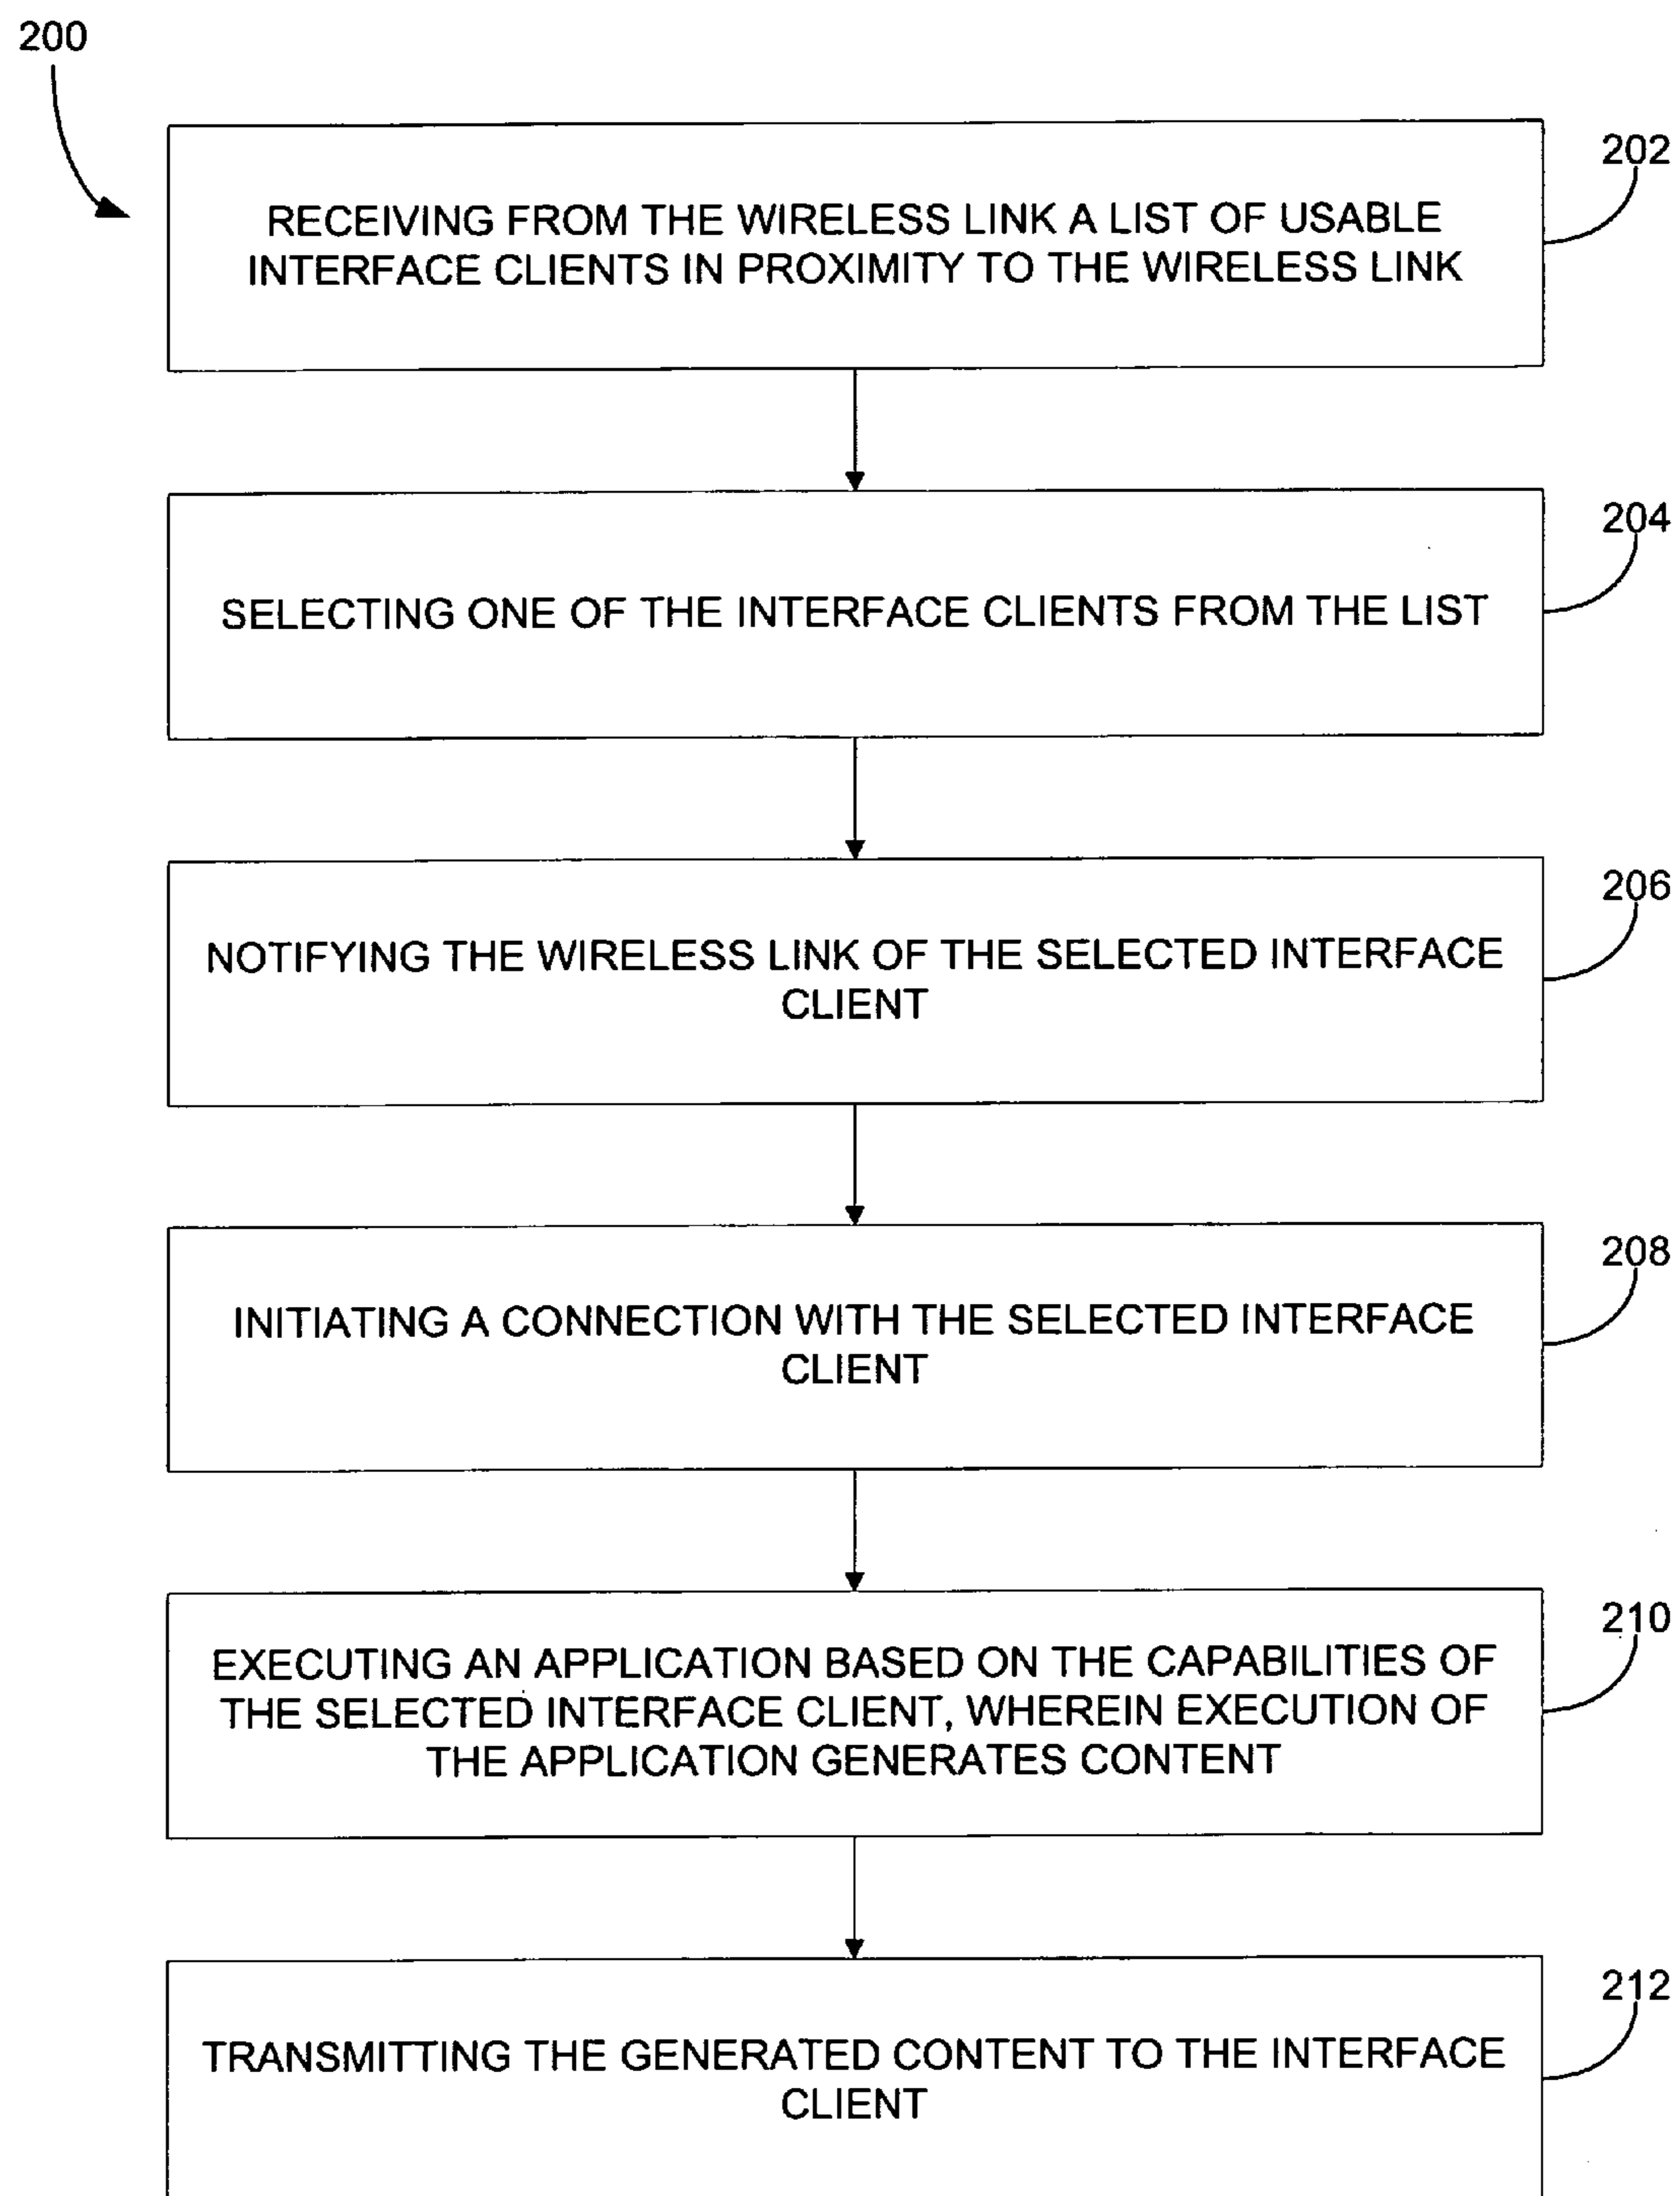 200
202
RECEIVING FROM THE WIRELESS LINK A LIST OF USABLE
INTERFACE CLIENTS IN PROXIMITY TO THE WIRELESS LINK
204
SELECTING ONE OF THE INTERFACE CLIENTS FROM THE LIST
206
NOTIFYING THE WIRELESS LINK OF THE SELECTED INTERFACE
CLIENT
208
INITIATING A CONNECTION WITH THE SELECTED INTERFACE
CLIENT
210
EXECUTING AN APPLICATION BASED ON THE CAPABILITIES OF
THE SELECTED INTERFACE CLIENT, WHEREIN EXECUTION OF
THE APPLICATION GENERATES CONTENT
212
TRANSMITTING THE GENERATED CONTENT TO THE INTERFACE
CLIENT